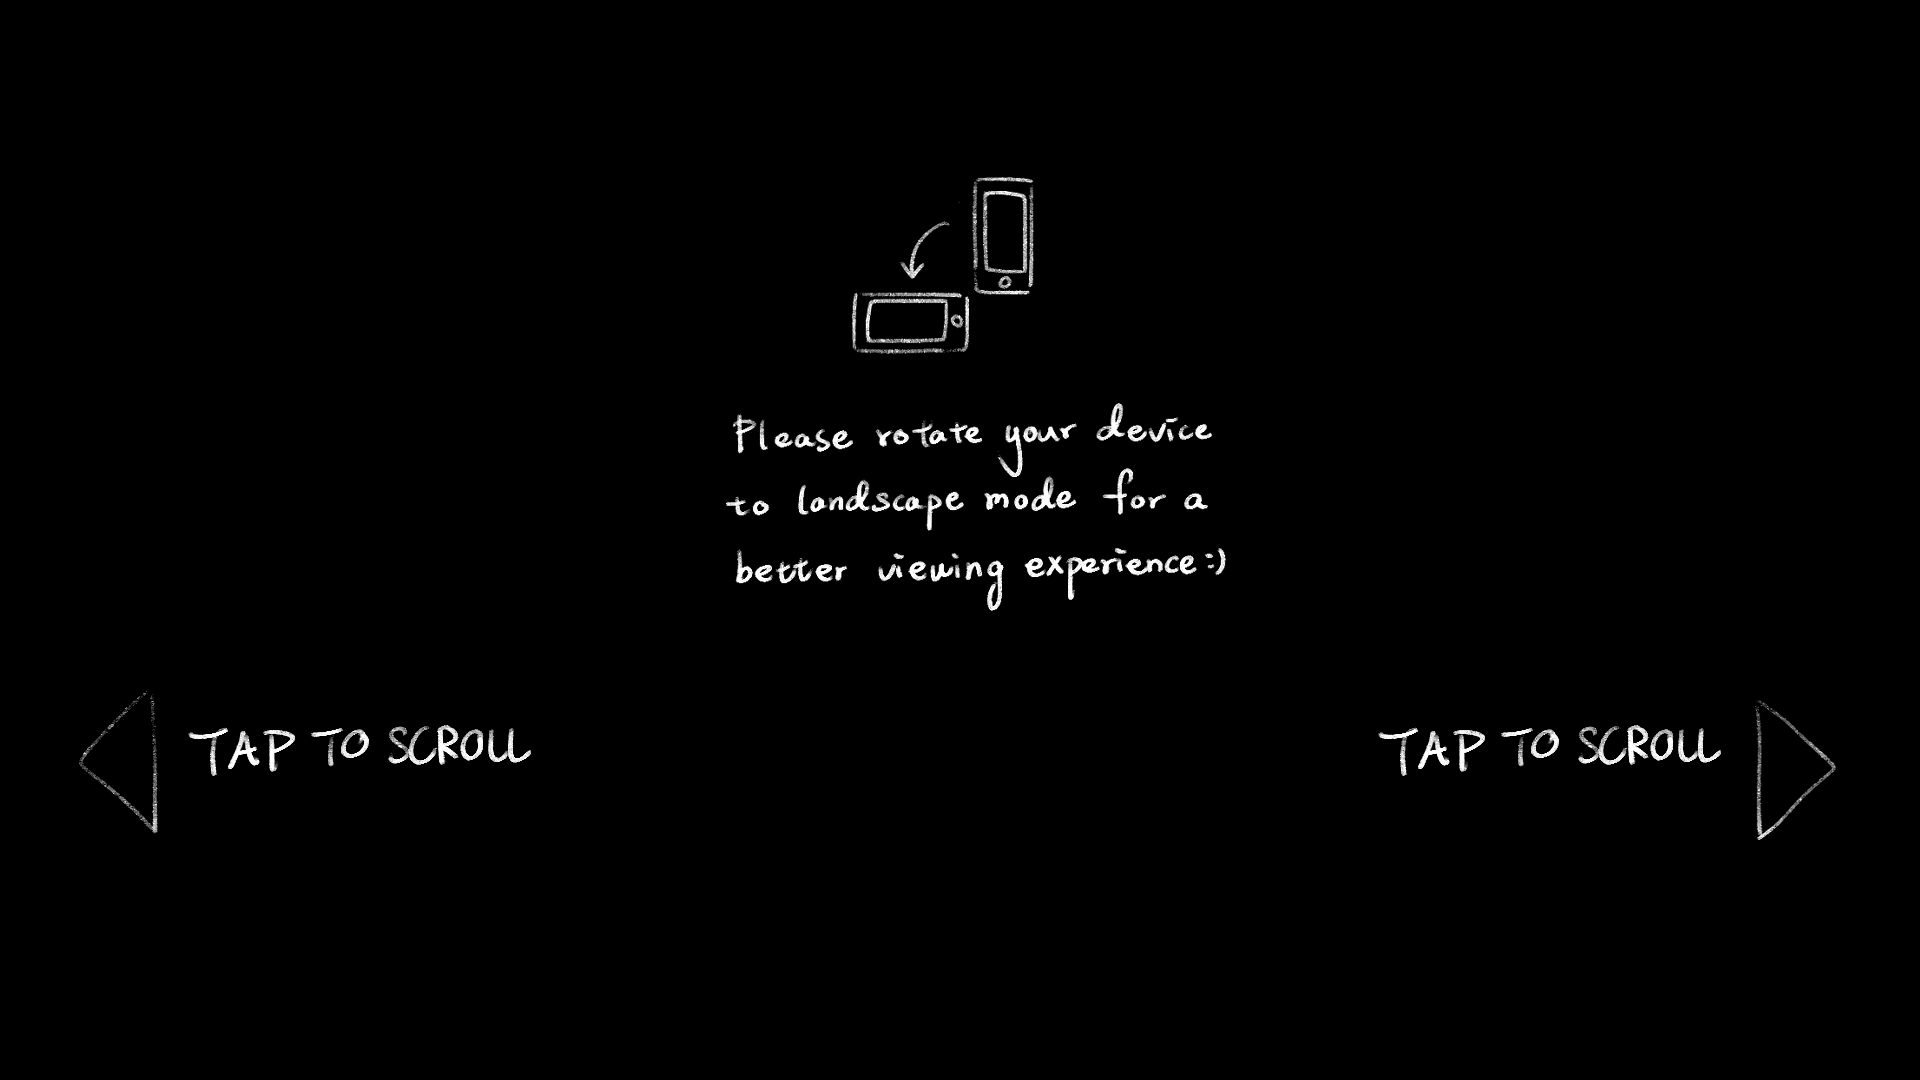 Please rotate your device
to landscape mode for a
better viewing experience:)
TAP TO SCROLL
TAP TO SCROLL